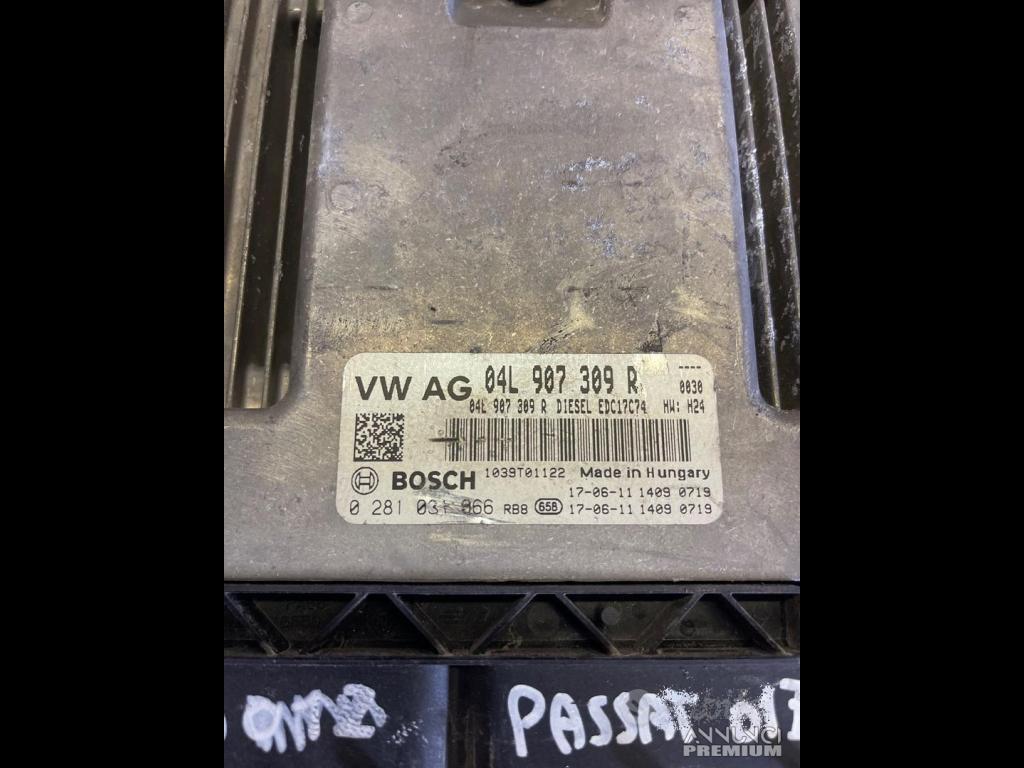 VW AG 04L 907 309 R ----
0030
04L 907 309 R DIESEL EDC17C74 HW: H24
BOSCH 1039T01122 Made in Hungary
17-06-11 1409 0719
0 281 031 866 RB8 658 17-06-11 1409 0719
PASSAT
ANNUNCI
PREMIUM